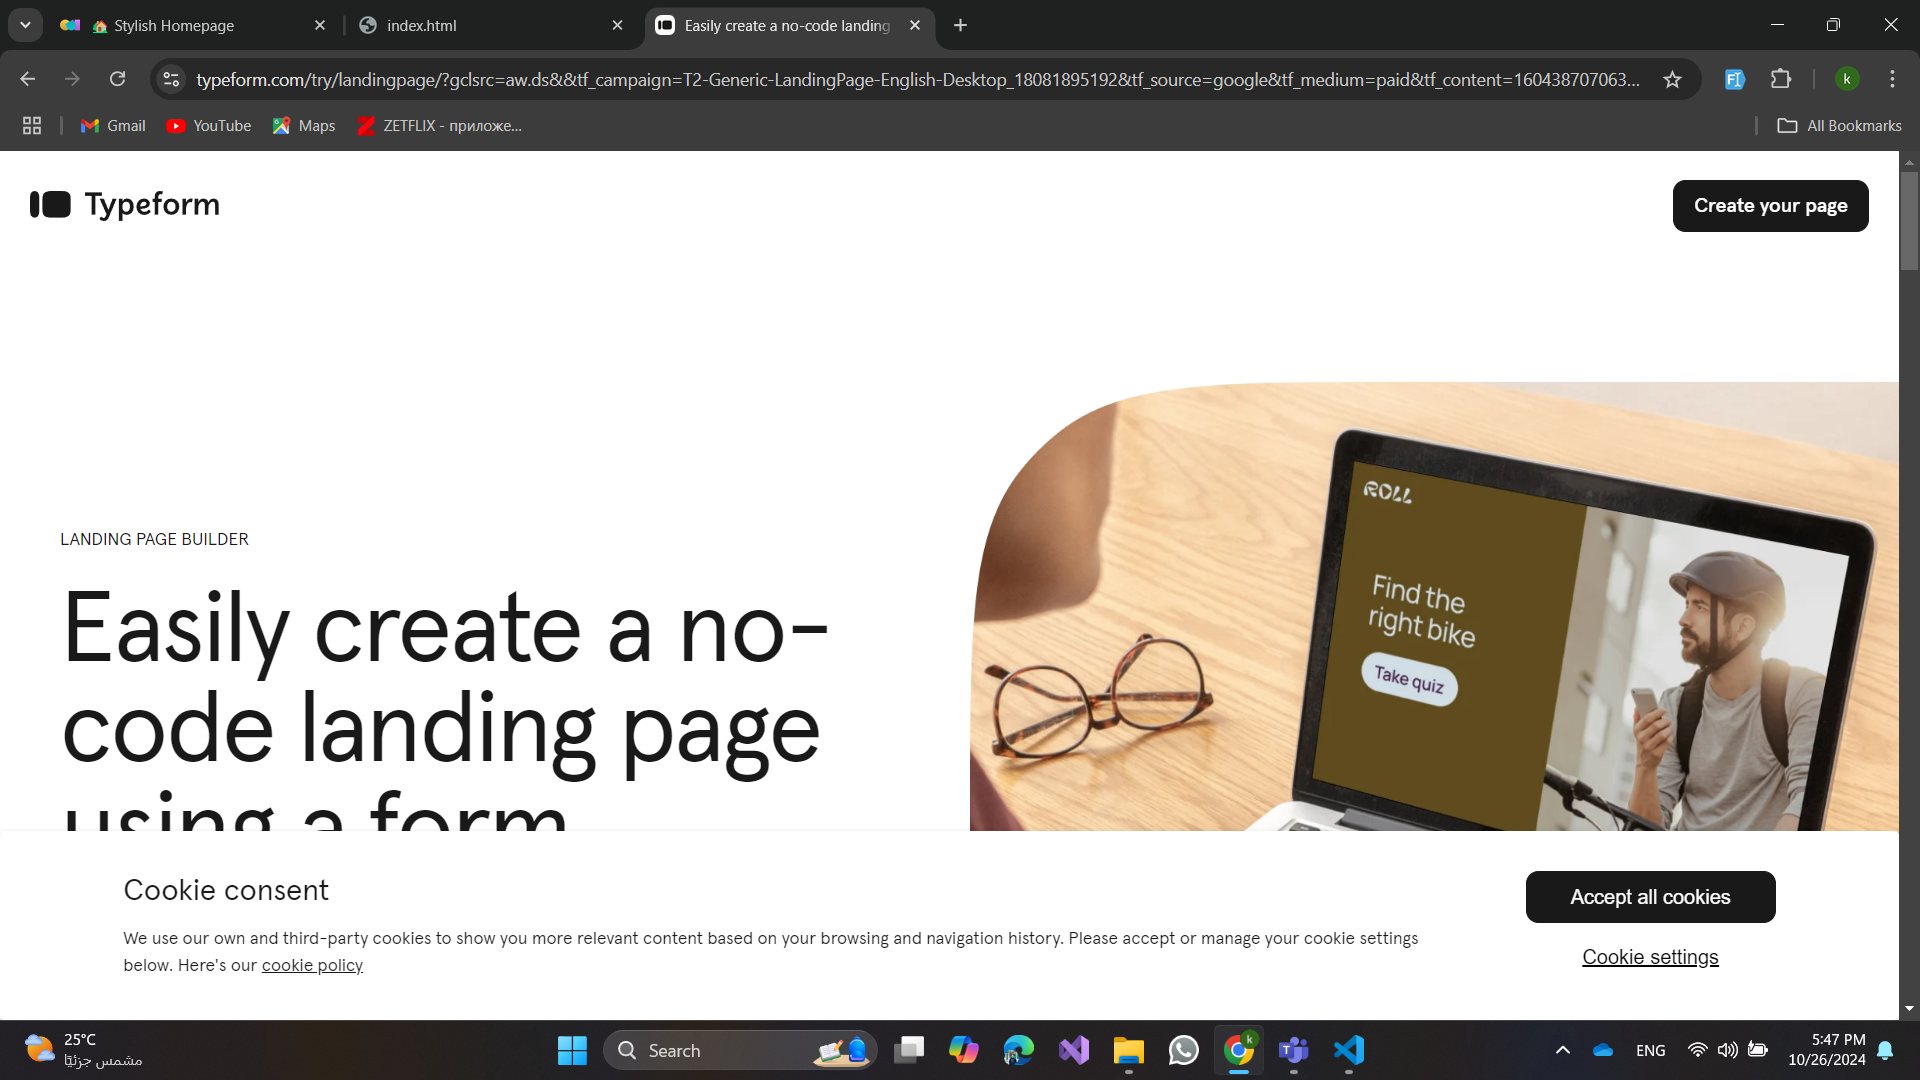 Stylish Homepage
index.html
Easily create a no-code landing
typeform.com/try/landingpage/?gclsrc=aw.ds&&tf_campaign=T2-Generic-LandingPage-English-Desktop_18081895192&tf_source=google&tf_medium=paid&tf_content=160438707063...
k
Gmail
YouTube
Maps
ZETFLIX - приложе...
All Bookmarks
Typeform
Create your page
LANDING PAGE BUILDER
Easily create a no-
code landing page
using a form
ROLL
Find the
right bike
Take quiz
Cookie consent
We use our own and third-party cookies to show you more relevant content based on your browsing and navigation history. Please accept or manage your cookie settings
below. Here's our cookie policy
Accept all cookies
Cookie settings
25°C
مشمس جزئيًا
Search
k
ENG
5:47 PM
10/26/2024